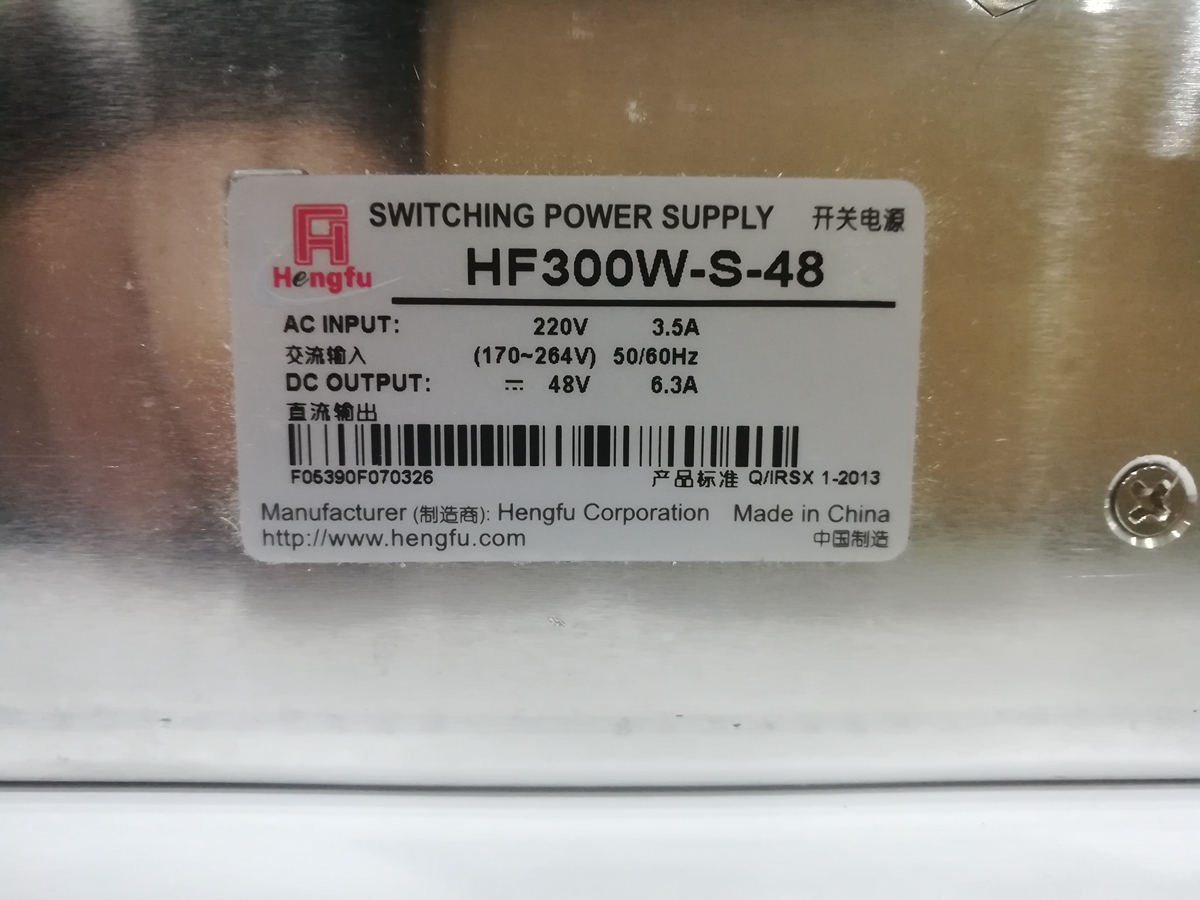 Hengfu
SWITCHING POWER SUPPLY 开关电源
HF300W-S-48
AC INPUT: 220V 3.5A
交流输入 (170~264V) 50/60Hz
DC OUTPUT: ⎓ 48V 6.3A
直流输出
F05390F070326 产品标准 Q/IRSX 1-2013
Manufacturer (制造商): Hengfu Corporation Made in China
http://www.hengfu.com 中国制造